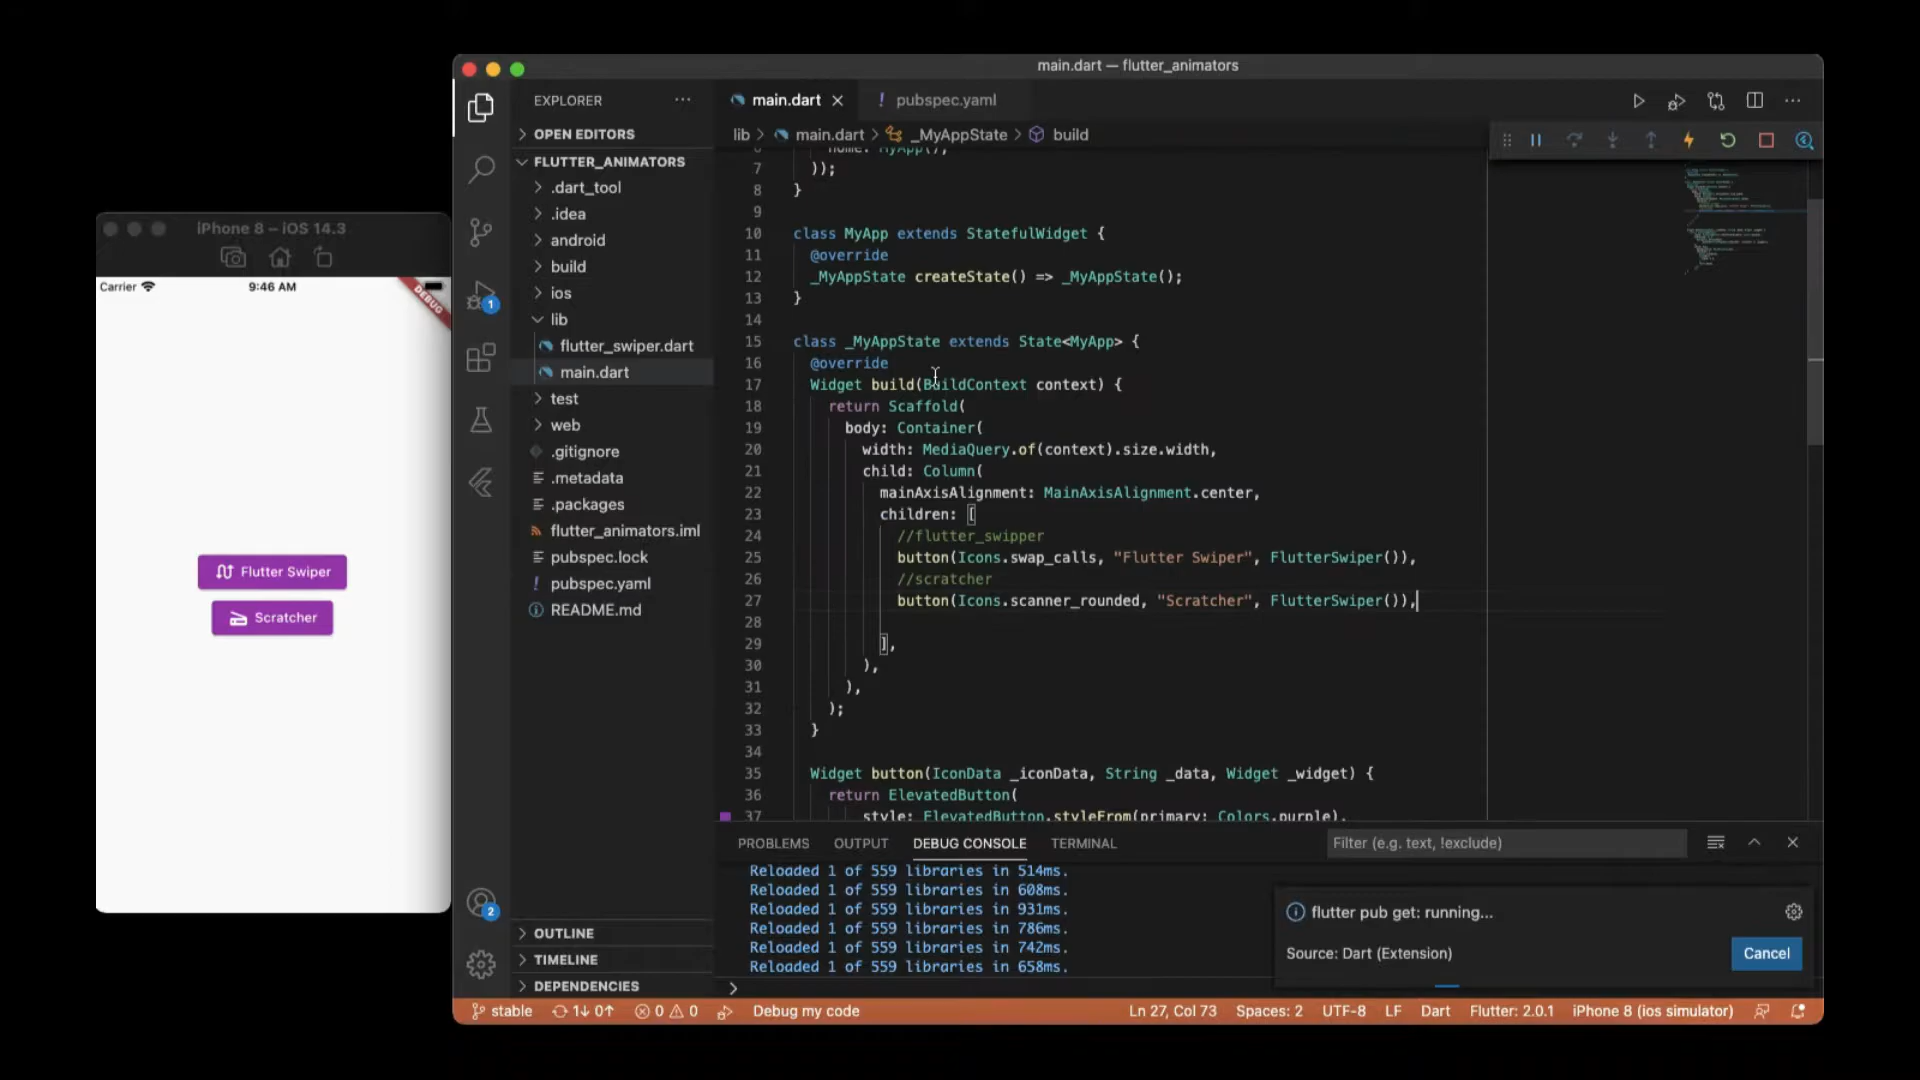 main.dart — flutter_animators
EXPLORER
main.dart
! pubspec.yaml
OPEN EDITORS
lib > main.dart > _MyAppState > build
FLUTTER_ANIMATORS
.dart_tool
.idea
android
build
ios
lib
flutter_swiper.dart
main.dart
test
web
.gitignore
.metadata
.packages
flutter_animators.iml
pubspec.lock
! pubspec.yaml
README.md
OUTLINE
TIMELINE
DEPENDENCIES
1
2
iPhone 8 – iOS 14.3
Carrier
9:46 AM
DEBUG
Flutter Swiper
Scratcher
6 home: MyApp(),
7 ));
8 }
9
10 class MyApp extends StatefulWidget {
11 @override
12 _MyAppState createState() => _MyAppState();
13 }
14
15 class _MyAppState extends State<MyApp> {
16 @override
17 Widget build(BuildContext context) {
18 return Scaffold(
19 body: Container(
20 width: MediaQuery.of(context).size.width,
21 child: Column(
22 mainAxisAlignment: MainAxisAlignment.center,
23 children: [
24 //flutter_swipper
25 button(Icons.swap_calls, "Flutter Swiper", FlutterSwiper()),
26 //scratcher
27 button(Icons.scanner_rounded, "Scratcher", FlutterSwiper()),
28
29 ],
30 ),
31 ),
32 );
33 }
34
35 Widget button(IconData _iconData, String _data, Widget _widget) {
36 return ElevatedButton(
37 style: ElevatedButton.styleFrom(primary: Colors.purple),
PROBLEMS OUTPUT DEBUG CONSOLE TERMINAL Filter (e.g. text, !exclude)
Reloaded 1 of 559 libraries in 514ms.
Reloaded 1 of 559 libraries in 608ms.
Reloaded 1 of 559 libraries in 931ms.
Reloaded 1 of 559 libraries in 786ms.
Reloaded 1 of 559 libraries in 742ms.
Reloaded 1 of 559 libraries in 658ms.
flutter pub get: running...
Source: Dart (Extension)
Cancel
stable 1↓ 0↑ 0 0 Debug my code Ln 27, Col 73 Spaces: 2 UTF-8 LF Dart Flutter: 2.0.1 iPhone 8 (ios simulator)